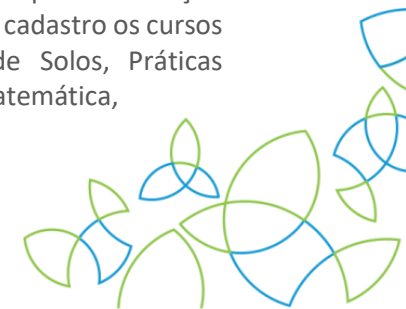 cadastro os cursos
de Solos, Práticas
atemática,